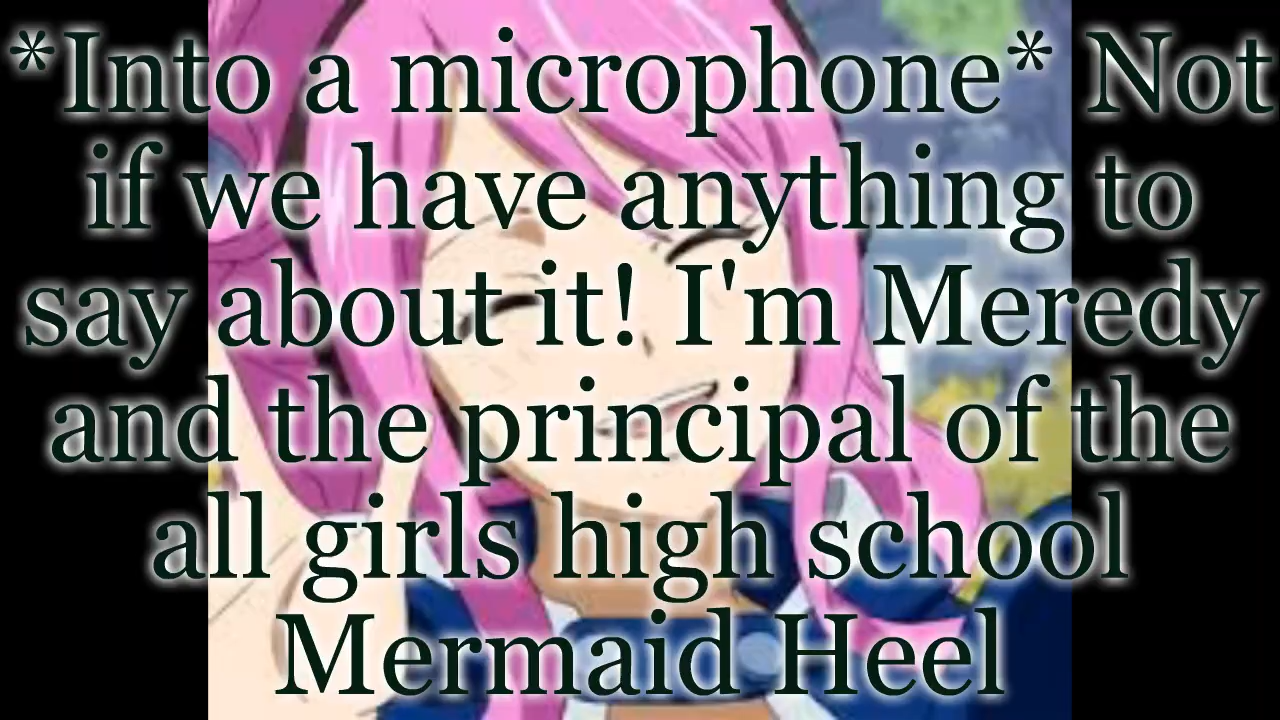 *Into a microphone* Not
if we have anything to
say about it! I'm Meredy
and the principal of the
all girls high school
Mermaid Heel